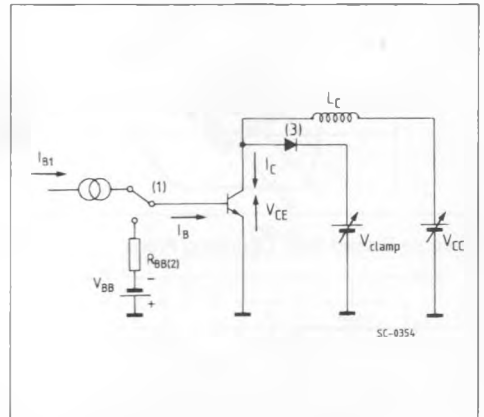 L_C
(3)
I_B1
(1)
I_C
V_CE
I_B
V_clamp
V_CC
R_BB(2)
V_BB
-
+
SC-0354